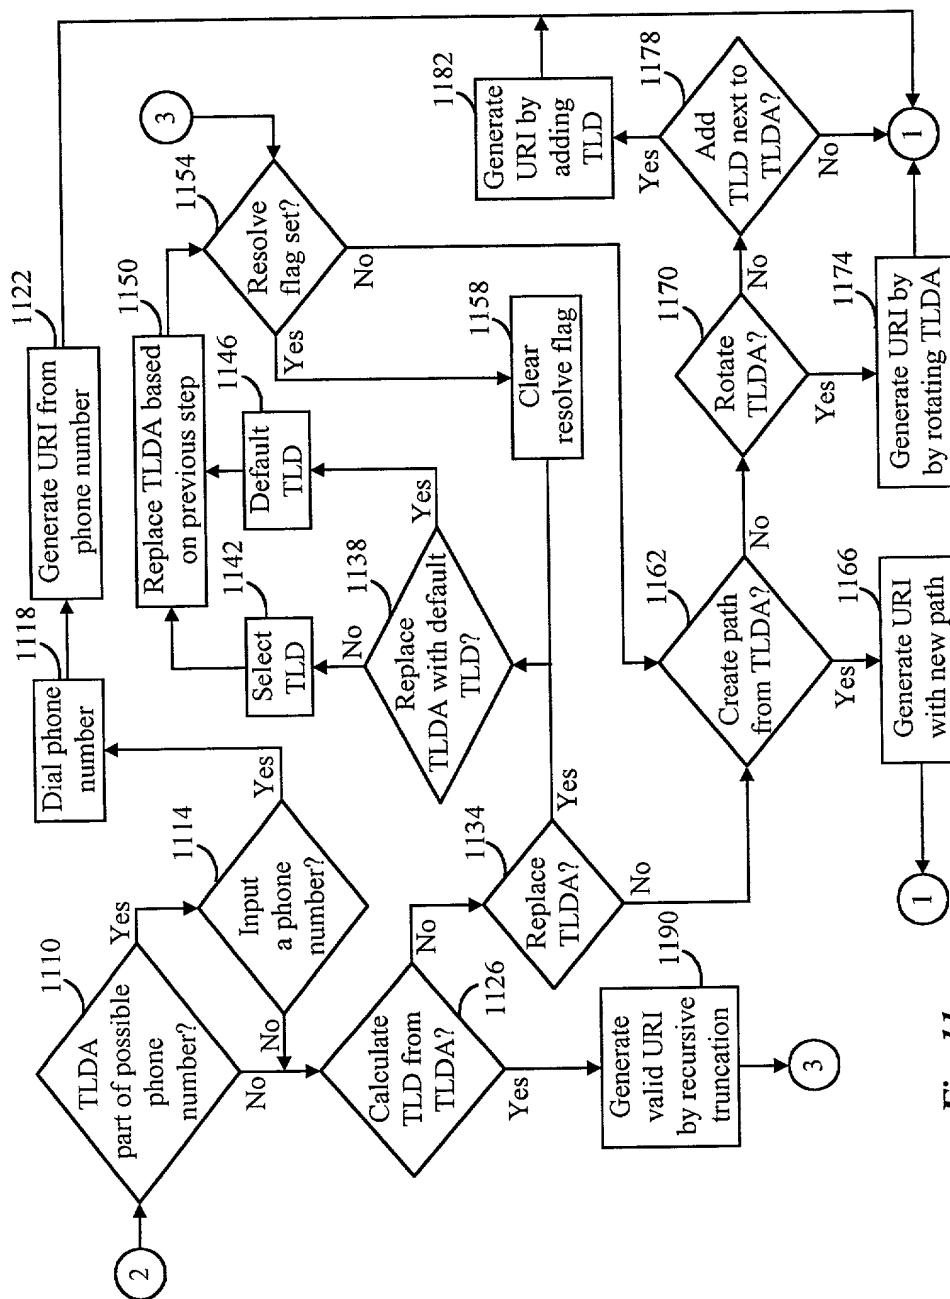 2
TLDA
part of possible
phone
number?
1110
Yes
No
Input
a phone
number?
1114
Yes
No
Dial phone
number
1118
Generate URI from
phone number
1122
Calculate
TLD from
TLDA?
1126
No
Yes
Generate
valid URI
by recursive
truncation
1190
3
Replace
TLDA?
1134
Yes
No
Replace
TLDA with default
TLD?
1138
No
Yes
Select
TLD
1142
Default
TLD
1146
Replace TLDA based
on previous step
1150
3
Resolve
flag set?
1154
Yes
No
Clear
resolve flag
1158
Create path
from TLDA?
1162
No
Yes
Generate URI
with new path
1166
1
Rotate
TLDA?
1170
No
Yes
Generate URI by
by rotating TLDA
1174
Add
TLD next to
TLDA?
1178
Yes
No
Generate
URI by
adding
TLD
1182
1